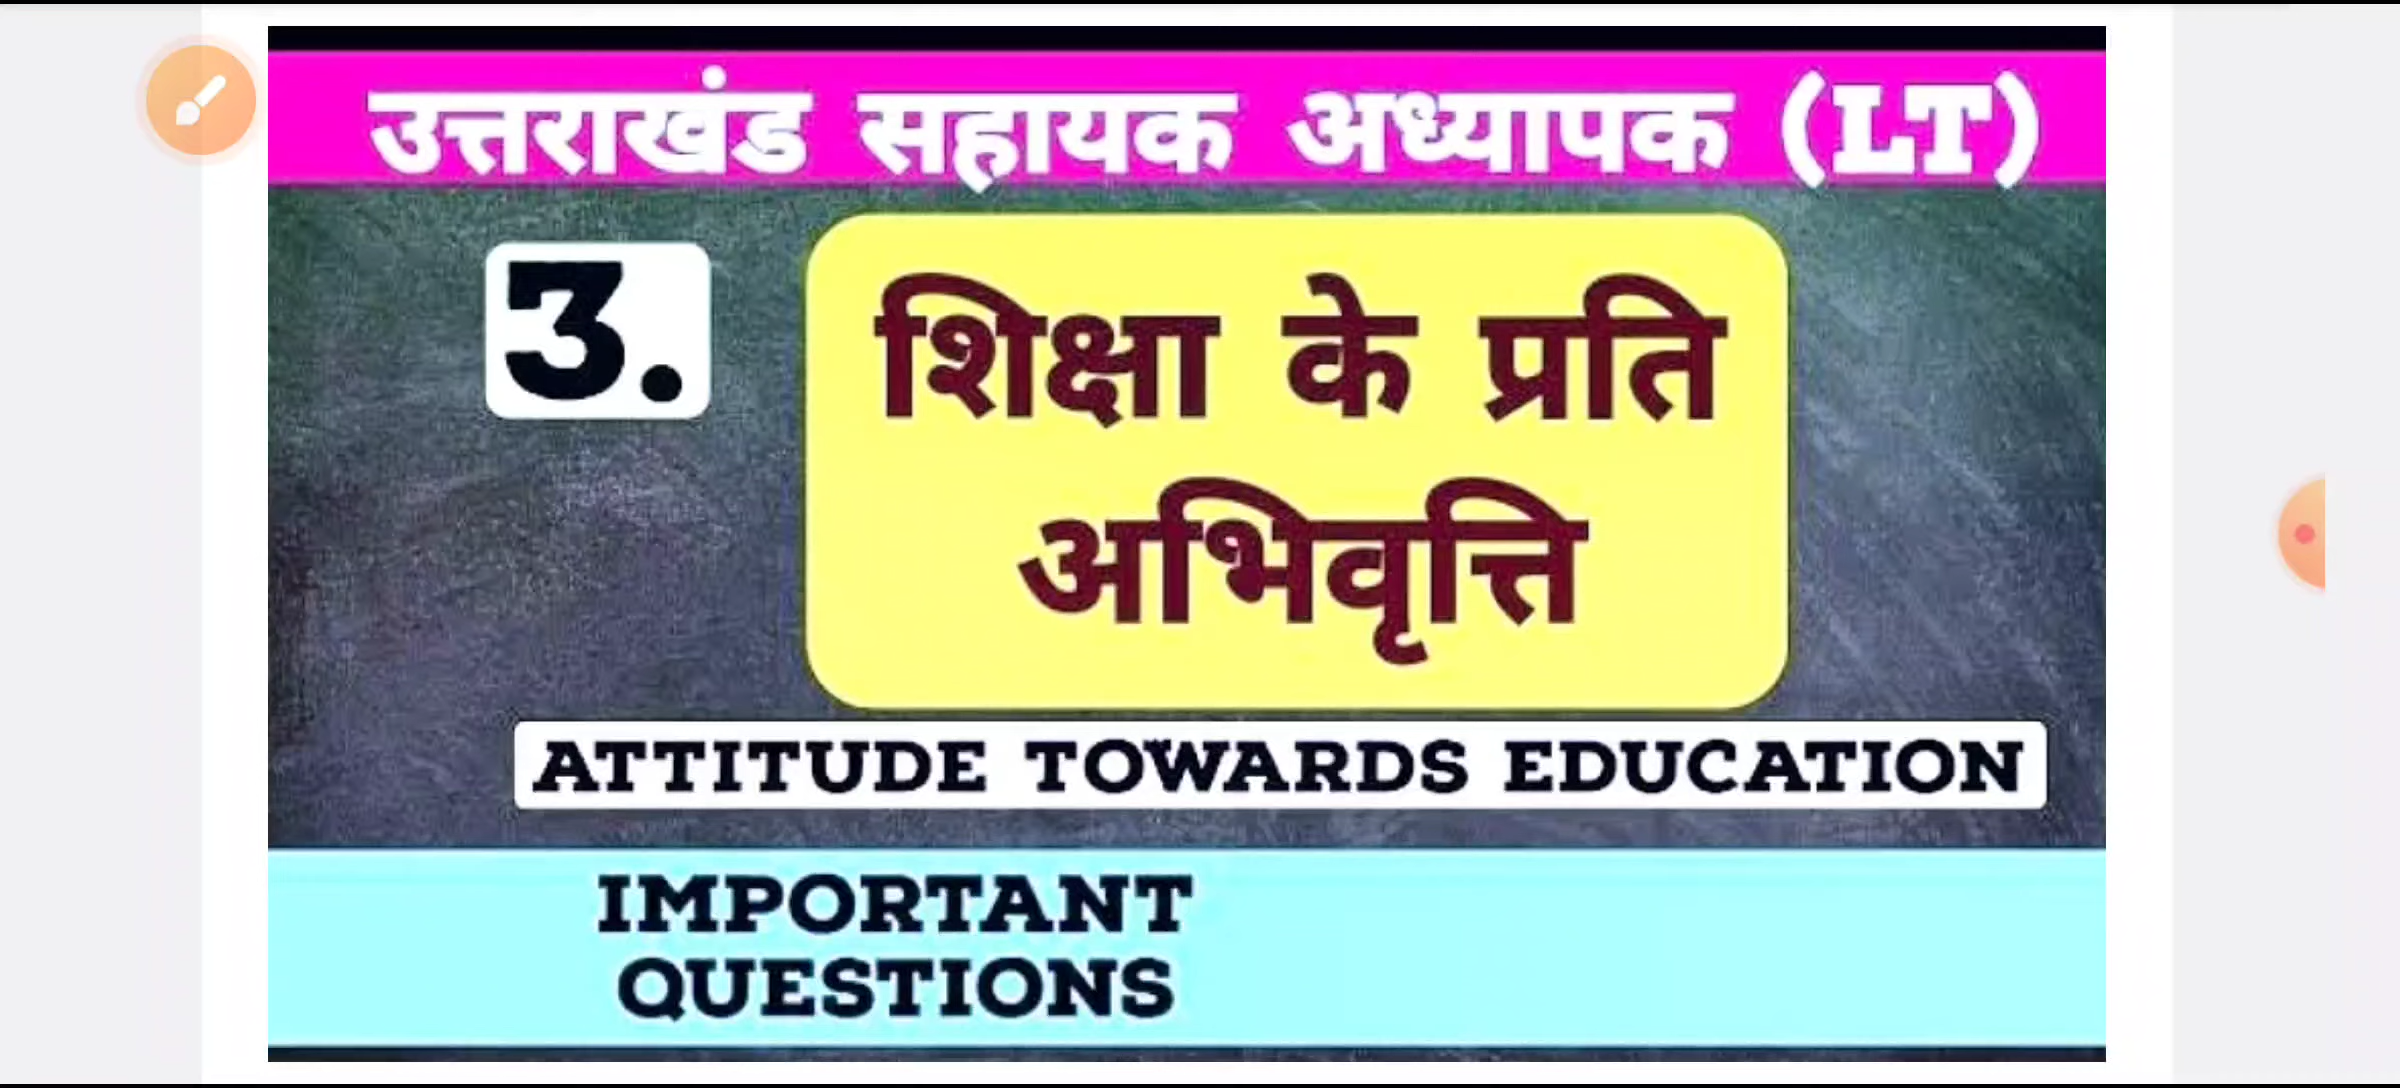 उत्तराखंड सहायक अध्यापक (LT)
3.
शिक्षा के प्रति
अभिवृत्ति
ATTITUDE TOWARDS EDUCATION
IMPORTANT
QUESTIONS